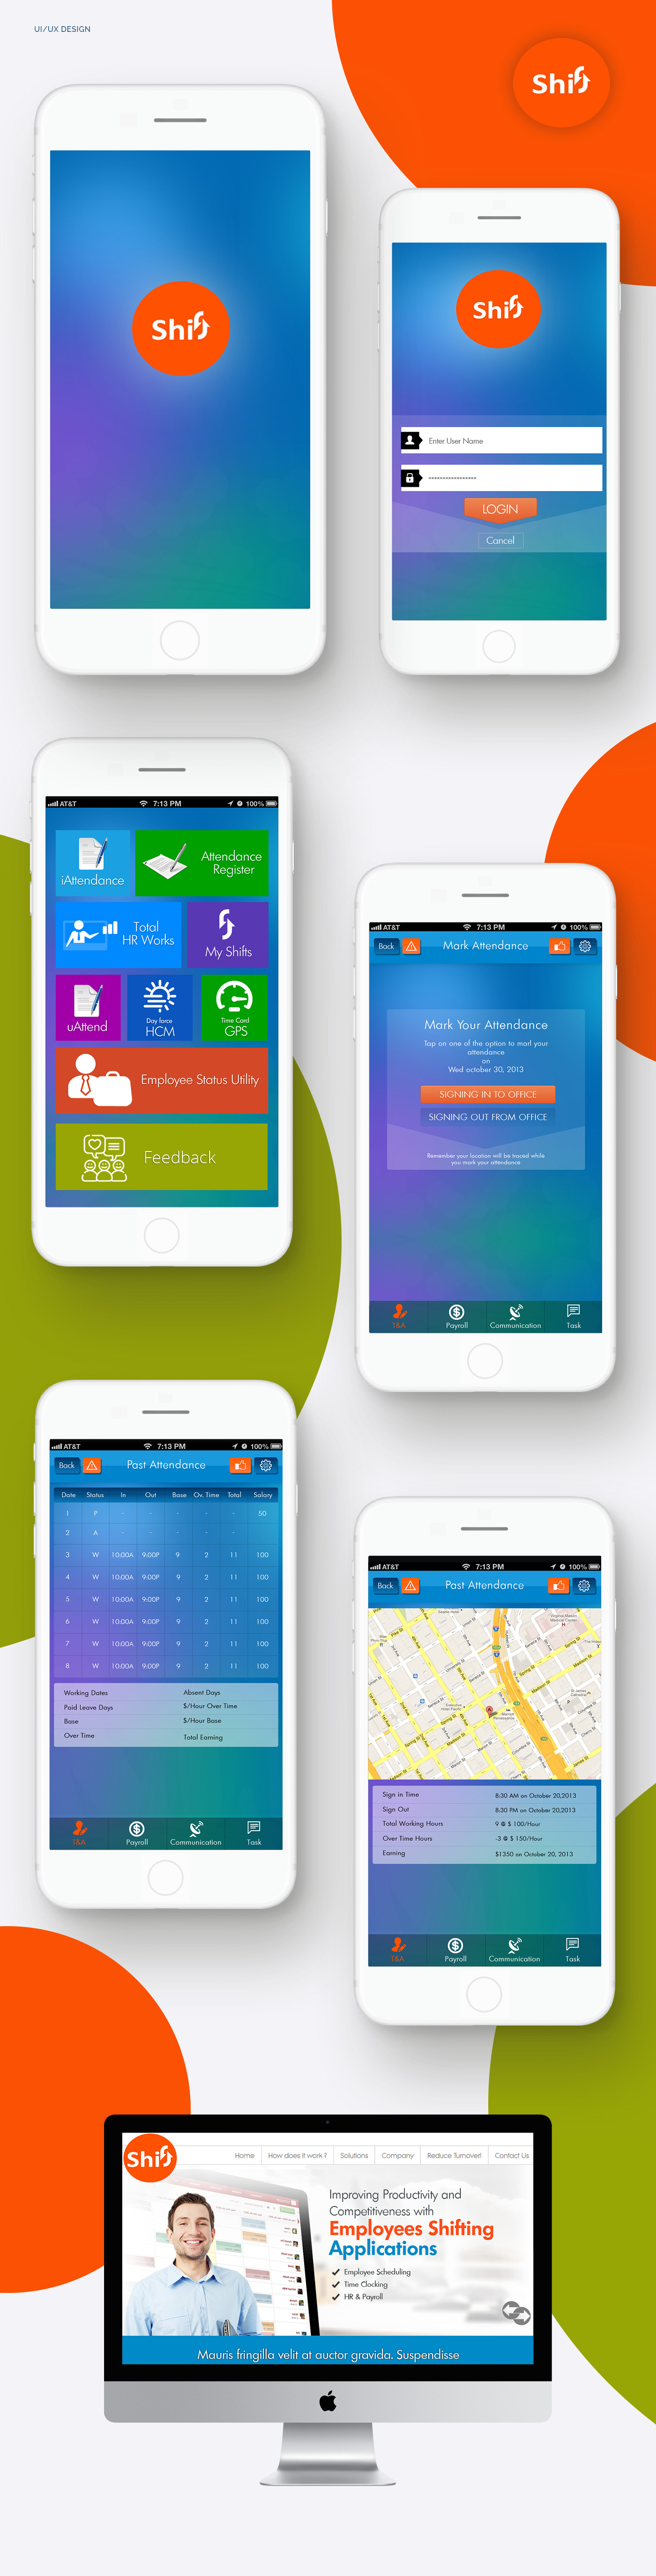 UI/UX DESIGN
Shift
Shift
Shift
Enter User Name
****************
LOGIN
Cancel
AT&T 7:13 PM 100%
iAttendance
Attendance
Register
Total
HR Works
My Shifts
uAttend
Day force
HCM
Time Card
GPS
Employee Status Utility
Feedback
AT&T 7:13 PM 100%
Back Mark Attendance
Mark Your Attendance
Tap on one of the option to marl your
attendance
on
Wed october 30, 2013
SIGNING IN TO OFFICE
SIGNING OUT FROM OFFICE
Remember your location will be traced while
you mark your attendance
T&A Payroll Communication Task
AT&T 7:13 PM 100%
Back Past Attendance
Date Status In Out Base Ov. Time Total Salary
1 P - - - - - 50
2 A - - - - -
3 W 10:00A 9:00P 9 2 11 100
4 W 10:00A 9:00P 9 2 11 100
5 W 10:00A 9:00P 9 2 11 100
6 W 10:00A 9:00P 9 2 11 100
7 W 10:00A 9:00P 9 2 11 100
8 W 10:00A 9:00P 9 2 11 100
Working Dates Absent Days
Paid Leave Days $/Hour Over Time
Base $/Hour Base
Over Time Total Earning
T&A Payroll Communication Task
AT&T 7:13 PM 100%
Back Past Attendance
Sign in Time 8:30 AM on October 20,2013
Sign Out 8:30 PM on October 20,2013
Total Working Hours 9 @ $ 100/Hour
Over Time Hours -3 @ $ 150/Hour
Earning $1350 on October 20, 2013
T&A Payroll Communication Task
Shift
Home How does it work ? Solutions Company Reduce Turnover! Contact Us
Improving Productivity and
Competitiveness with
Employees Shifting
Applications
Employee Scheduling
Time Clocking
HR & Payroll
Mauris fringilla velit at auctor gravida. Suspendisse